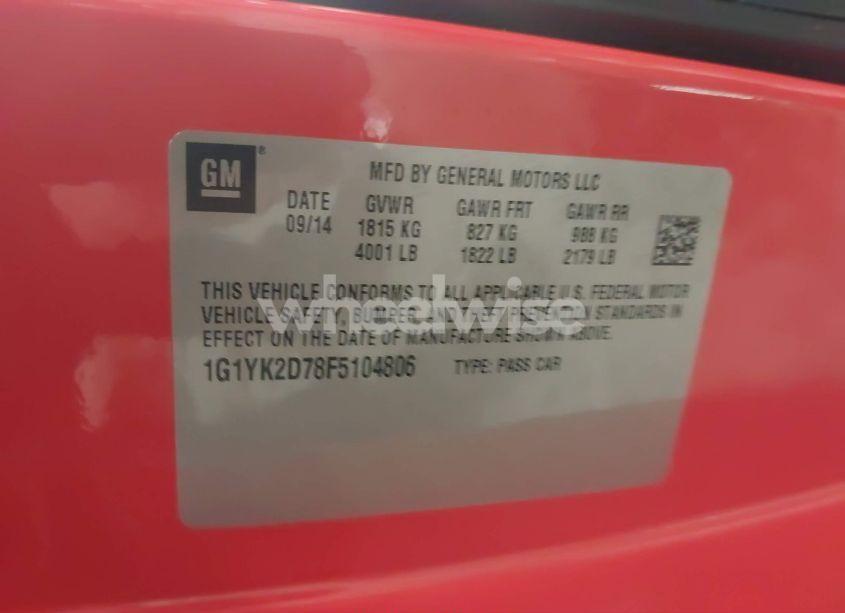 GM
MFD BY GENERAL MOTORS LLC
DATE GVWR GAWR FRT GAWR RR
09/14 1815 KG 827 KG 988 KG
4001 LB 1822 LB 2179 LB
THIS VEHICLE CONFORMS TO ALL APPLICABLE U.S. FEDERAL MOTOR
VEHICLE SAFETY, BUMPER, AND THEFT PREVENTION STANDARDS IN
EFFECT ON THE DATE OF MANUFACTURE SHOWN ABOVE.
wheelwise
1G1YK2D78F5104806 TYPE: PASS CAR